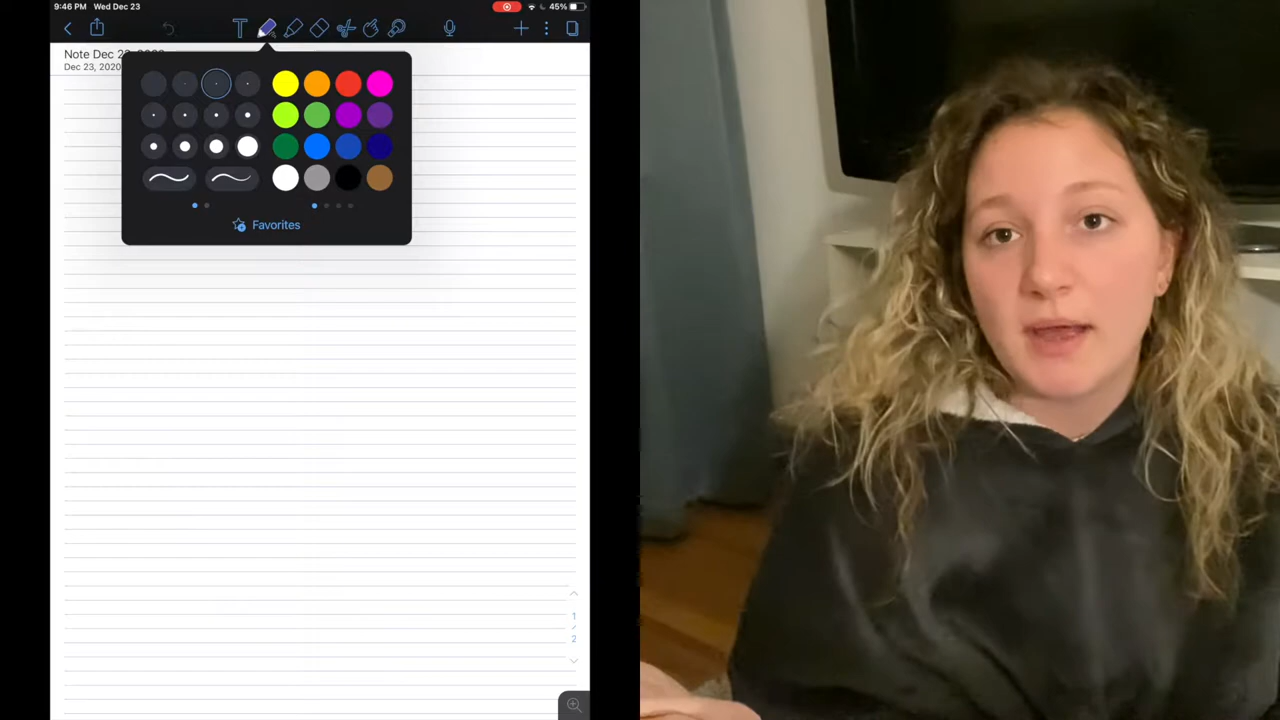 9:46 PM Wed Dec 23
45%
T
Note Dec 2
Dec 23, 2020
Favorites
1
2